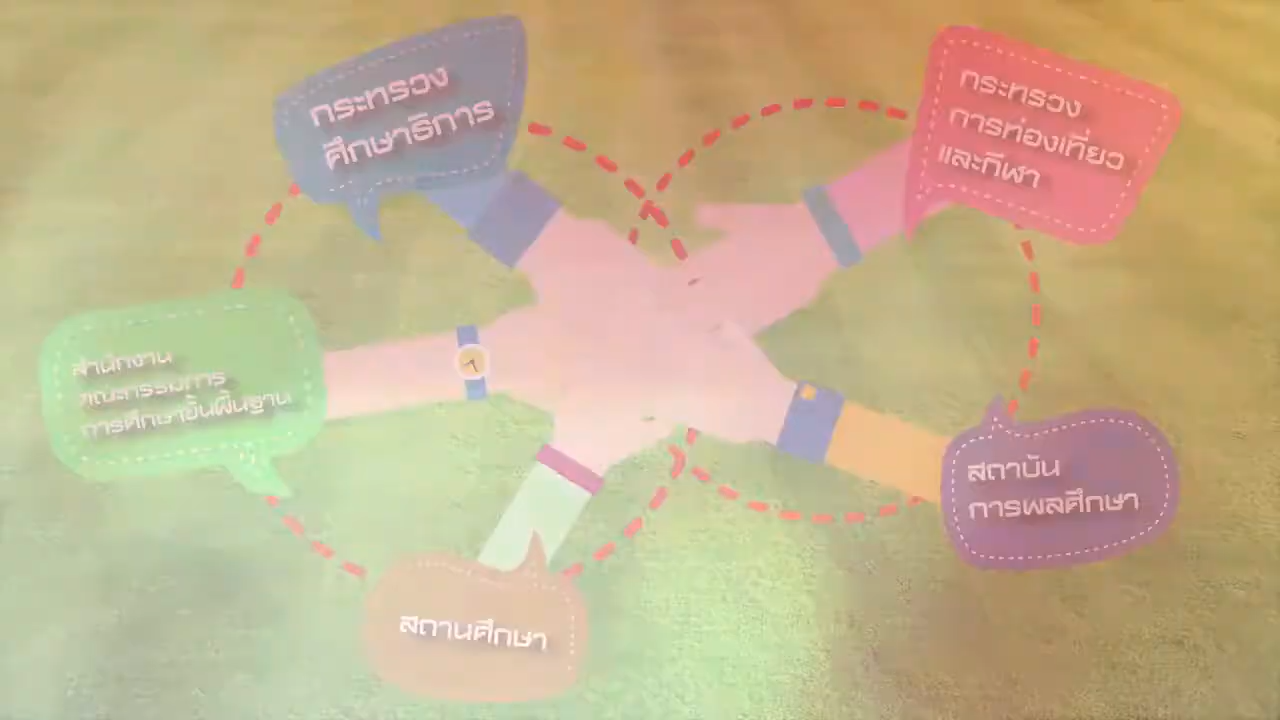 กระทรวง
ศึกษาธิการ
กระทรวง
การท่องเที่ยว
และกีฬา
สำนักงาน
คณะกรรมการ
การศึกษาขั้นพื้นฐาน
สถาบัน
การพลศึกษา
สถานศึกษา